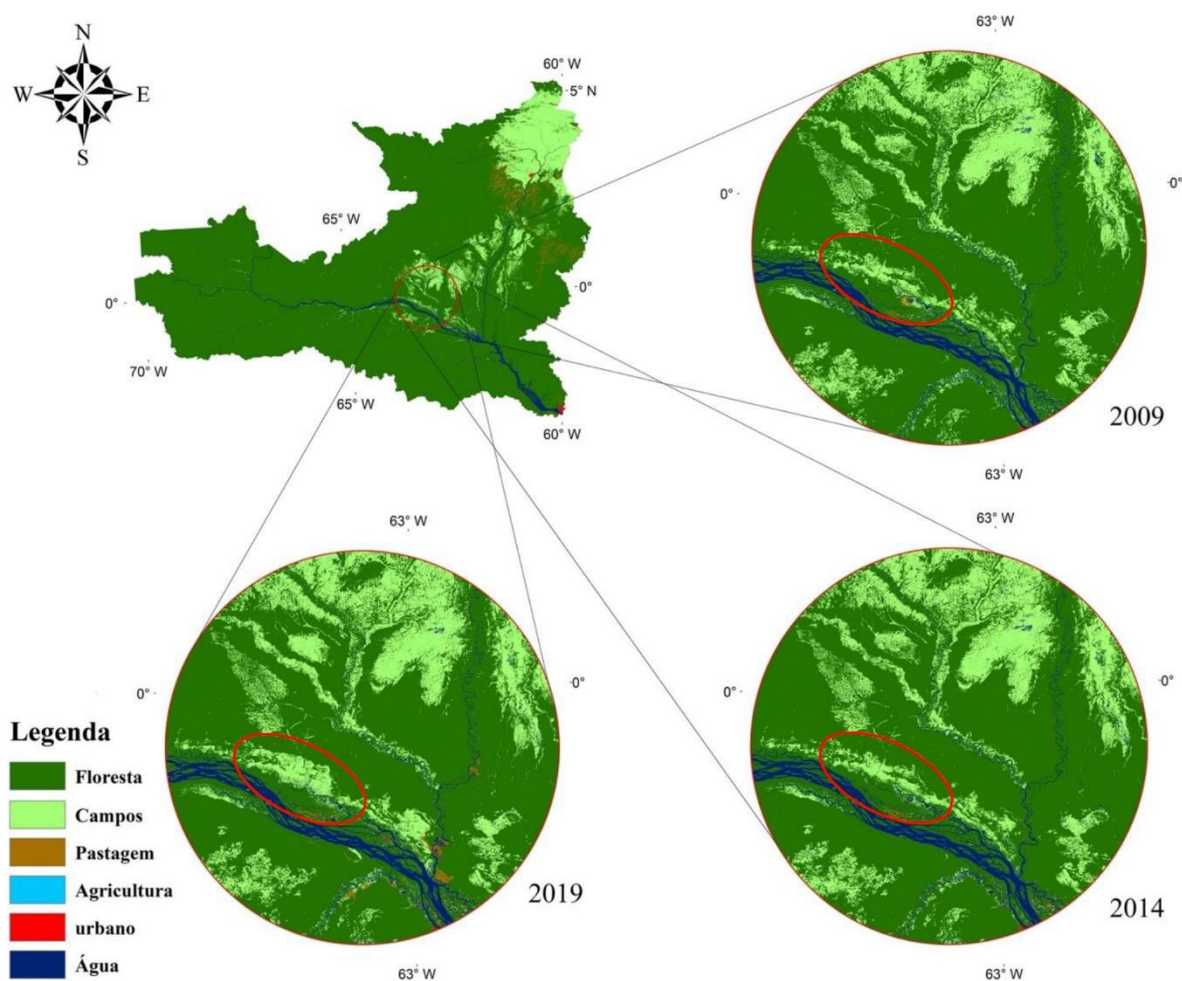 N
W E
S
60° W
5° N
65° W
0°
0°
70° W
65° W
60° W
63° W
0°
0°
2009
63° W
63° W
0°
0°
2019
63° W
63° W
0°
0°
2014
63° W
Legenda
Floresta
Campos
Pastagem
Agricultura
urbano
Água